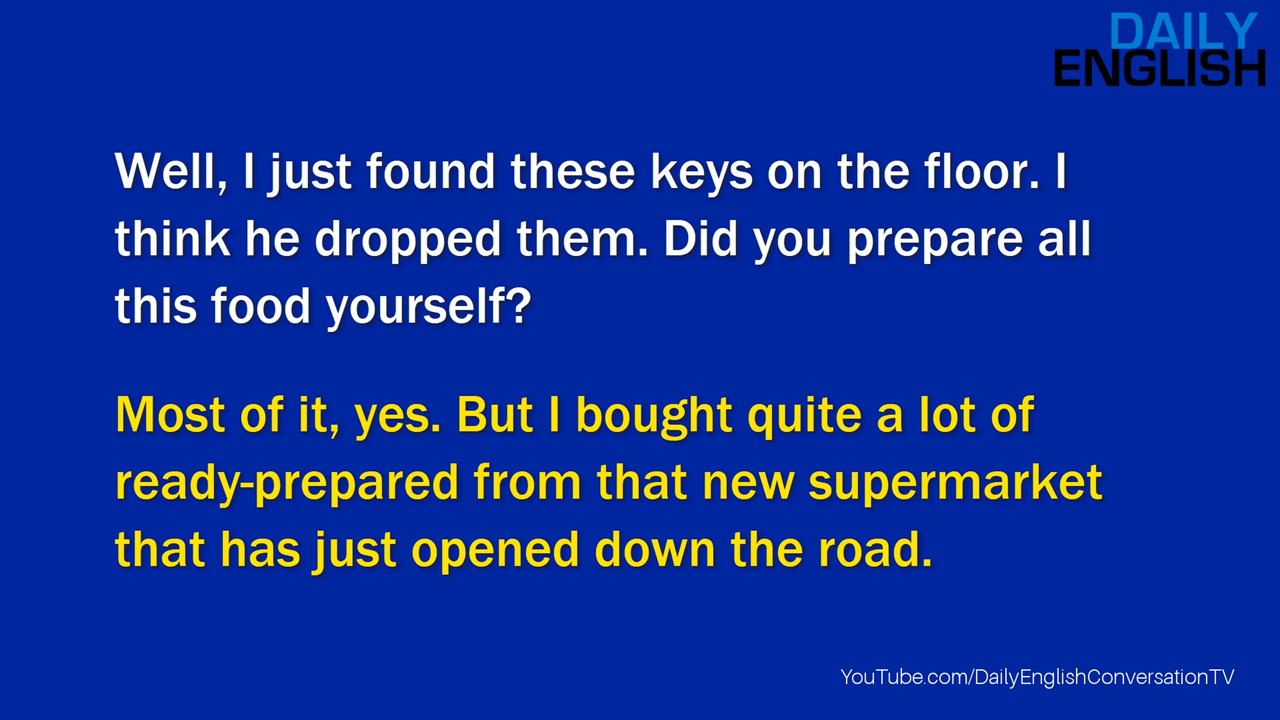 DAILY
ENGLISH
Well, I just found these keys on the floor. I
think he dropped them. Did you prepare all
this food yourself?
Most of it, yes. But I bought quite a lot of
ready-prepared from that new supermarket
that has just opened down the road.
YouTube.com/DailyEnglishConversationTV